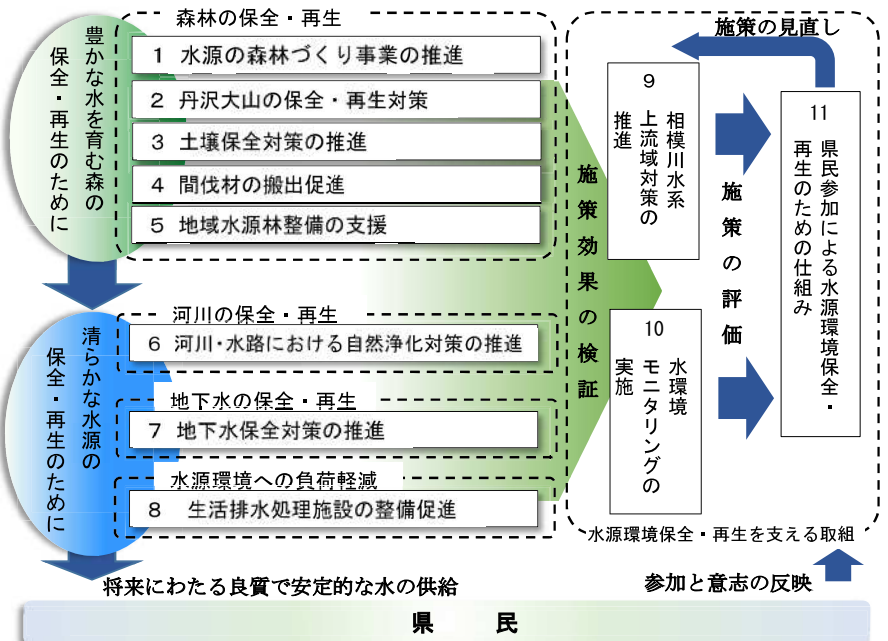 豊かな水を育む森の
保全・再生のために
森林の保全・再生
1 水源の森林づくり事業の推進
2 丹沢大山の保全・再生対策
3 土壌保全対策の推進
4 間伐材の搬出促進
5 地域水源林整備の支援
清らかな水源の
保全・再生のために
河川の保全・再生
6 河川・水路における自然浄化対策の推進
地下水の保全・再生
7 地下水保全対策の推進
水源環境への負荷軽減
8 生活排水処理施設の整備促進
施策効果の検証
施策の見直し
9
相模川水系
上流域対策の
推進
10
水環境
モニタリングの
実施
施策の評価
11
県民参加による水源環境保全・
再生のための仕組み
水源環境保全・再生を支える取組
将来にわたる良質で安定的な水の供給
参加と意志の反映
県 民